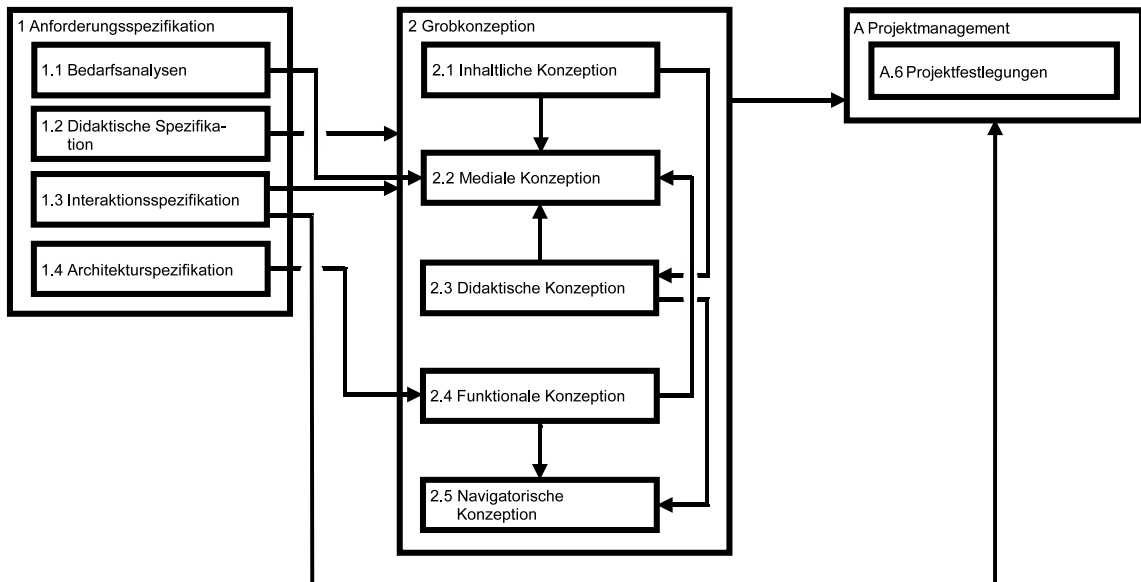 1 Anforderungsspezifikation
1.1 Bedarfsanalysen
1.2 Didaktische Spezifika-
tion
1.3 Interaktionsspezifikation
1.4 Architekturspezifikation
2 Grobkonzeption
2.1 Inhaltliche Konzeption
2.2 Mediale Konzeption
2.3 Didaktische Konzeption
2.4 Funktionale Konzeption
2.5 Navigatorische
Konzeption
A Projektmanagement
A.6 Projektfestlegungen